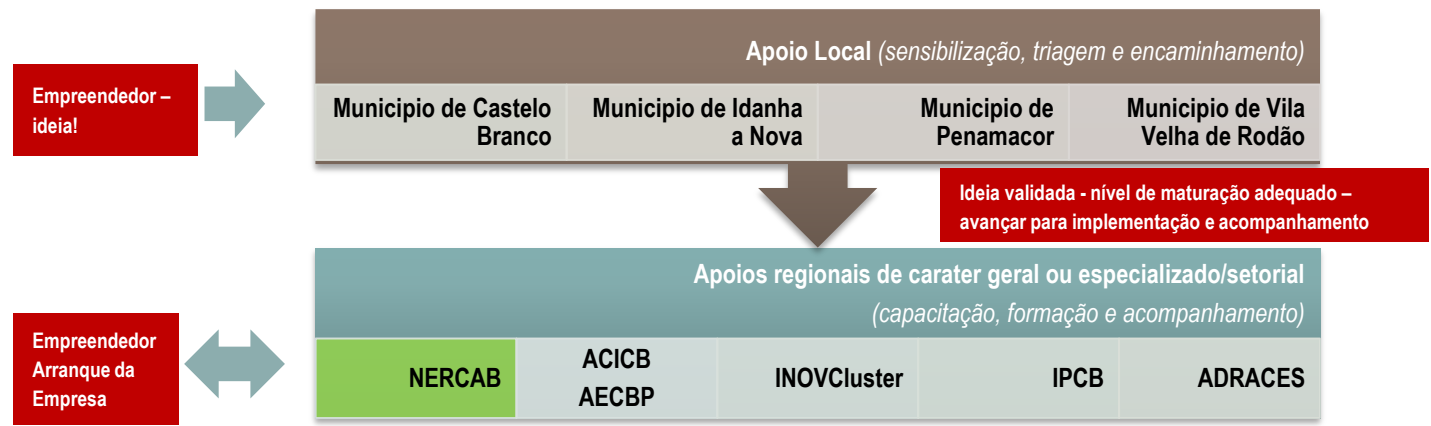 Apoio Local (sensibilização, triagem e encaminhamento)
Empreendedor –
ideia!
Municipio de Castelo
Branco
Municipio de Idanha
a Nova
Municipio de
Penamacor
Municipio de Vila
Velha de Rodão
Ideia validada - nível de maturação adequado –
avançar para implementação e acompanhamento
Apoios regionais de carater geral ou especializado/setorial
(capacitação, formação e acompanhamento)
Empreendedor
Arranque da
Empresa
NERCAB
ACICB
AECBP
INOVCluster
IPCB
ADRACES